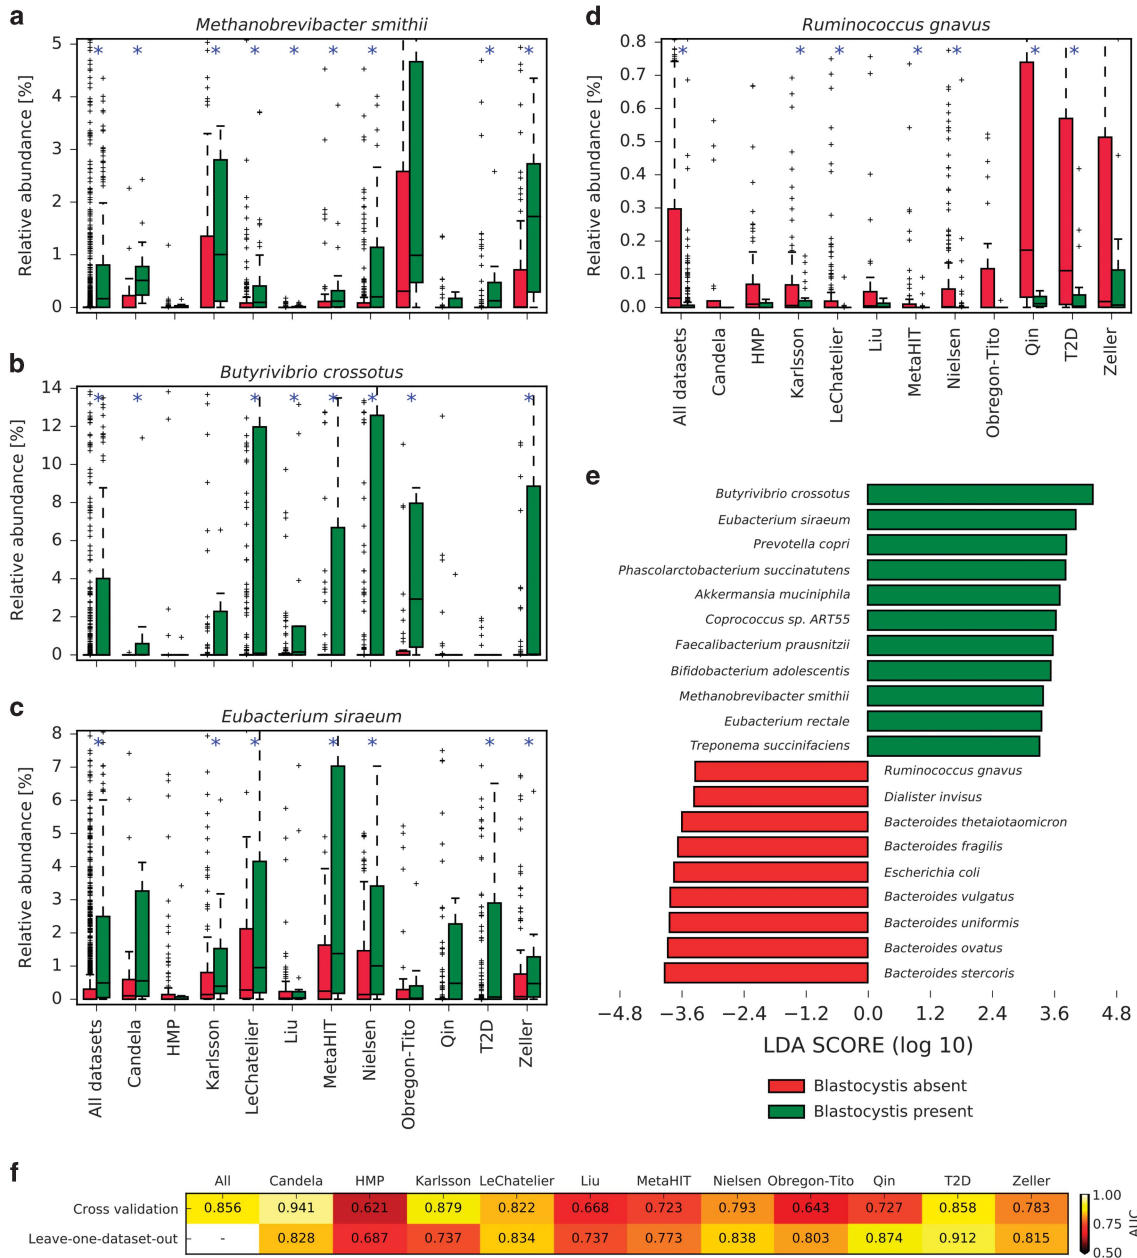 a
Methanobrevibacter smithii
Relative abundance [%]
5
4
3
2
1
0
* * * * * * * * *
b
Butyrivibrio crossotus
Relative abundance [%]
14
12
10
8
6
4
2
0
* * * * * * * *
c
Eubacterium siraeum
Relative abundance [%]
8
7
6
5
4
3
2
1
0
* * * * * * *
All datasets
Candela
HMP
Karlsson
LeChatelier
Liu
MetaHIT
Nielsen
Obregon-Tito
Qin
T2D
Zeller
d
Ruminococcus gnavus
Relative abundance [%]
0.8
0.7
0.6
0.5
0.4
0.3
0.2
0.1
0.0
* * * * * * *
All datasets
Candela
HMP
Karlsson
LeChatelier
Liu
MetaHIT
Nielsen
Obregon-Tito
Qin
T2D
Zeller
e
Butyrivibrio crossotus
Eubacterium siraeum
Prevotella copri
Phascolarctobacterium succinatutens
Akkermansia muciniphila
Coprococcus sp. ART55
Faecalibacterium prausnitzii
Bifidobacterium adolescentis
Methanobrevibacter smithii
Eubacterium rectale
Treponema succinifaciens
Ruminococcus gnavus
Dialister invisus
Bacteroides thetaiotaomicron
Bacteroides fragilis
Escherichia coli
Bacteroides vulgatus
Bacteroides uniformis
Bacteroides ovatus
Bacteroides stercoris
−4.8 −3.6 −2.4 −1.2 0.0 1.2 2.4 3.6 4.8
LDA SCORE (log 10)
Blastocystis absent
Blastocystis present
f
All Candela HMP Karlsson LeChatelier Liu MetaHIT Nielsen Obregon-Tito Qin T2D Zeller
Cross validation 0.856 0.941 0.621 0.879 0.822 0.668 0.723 0.793 0.643 0.727 0.858 0.783
Leave-one-dataset-out - 0.828 0.687 0.737 0.834 0.737 0.773 0.838 0.803 0.874 0.912 0.815
1.00
0.75
0.50
AUC